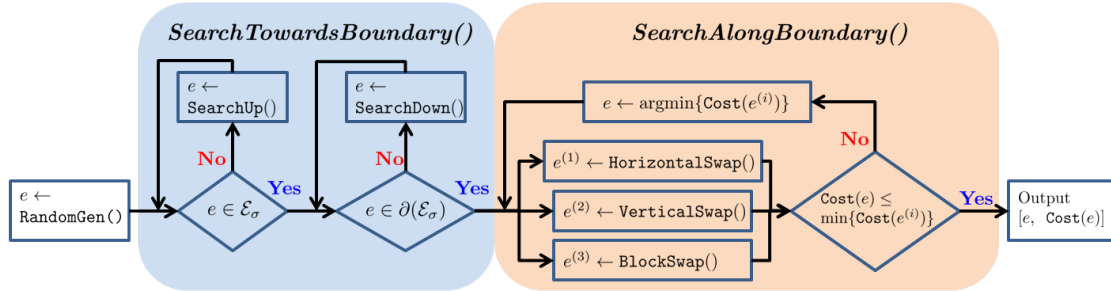 SearchTowardsBoundary()
SearchAlongBoundary()
e ←
SearchUp()
e ←
SearchDown()
e ← argmin{Cost(e^(i))}
No
No
No
e^(1) ← HorizontalSwap()
e ←
RandomGen()
e ∈ ℰ_σ
Yes
e ∈ ∂(ℰ_σ)
Yes
e^(2) ← VerticalSwap()
Cost(e) ≤
min{Cost(e^(i))}
Yes
Output
[e, Cost(e)]
e^(3) ← BlockSwap()